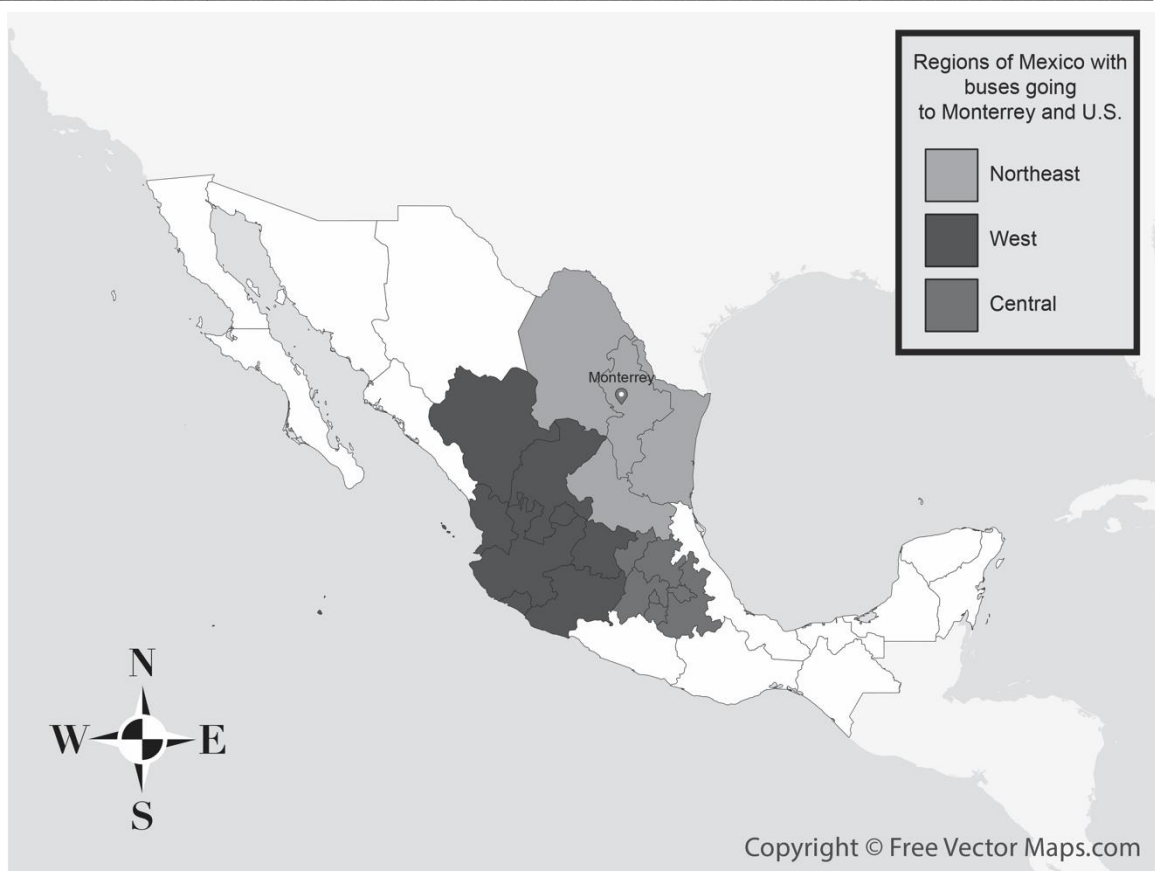 Regions of Mexico with
buses going
to Monterrey and U.S.
Northeast
West
Central
Monterrey
N
W
E
S
Copyright © Free Vector Maps.com